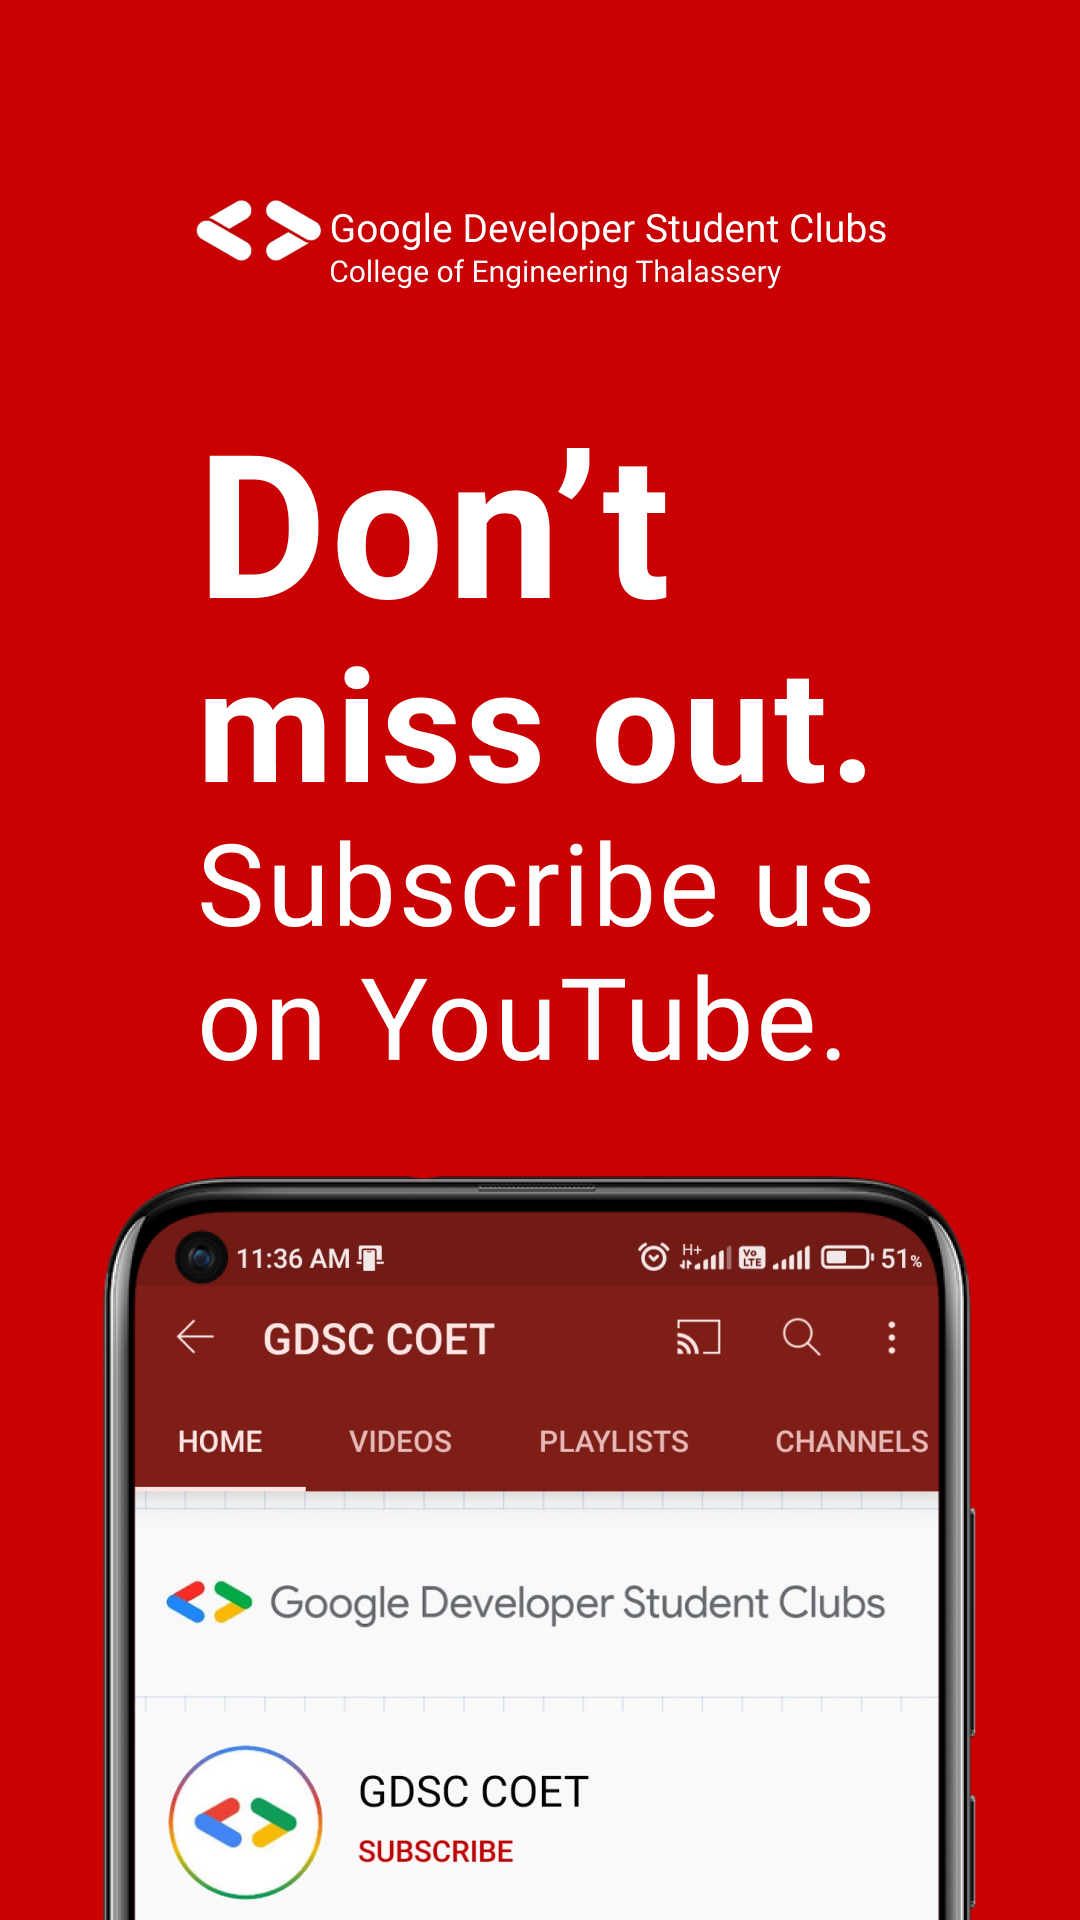 Google Developer Student Clubs
College of Engineering Thalassery
Don’t
miss out.
Subscribe us
on YouTube.
11:36 AM H+ Vo LTE 51%
GDSC COET
HOME VIDEOS PLAYLISTS CHANNELS
Google Developer Student Clubs
GDSC COET
SUBSCRIBE